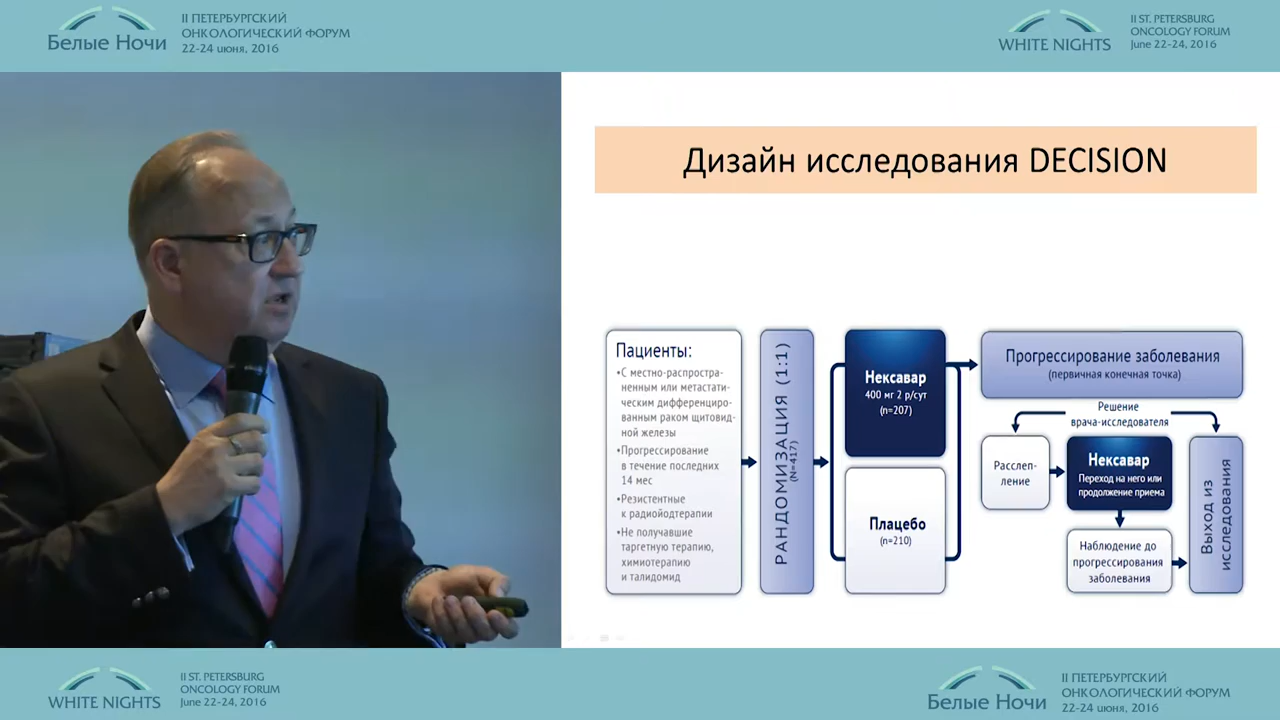 Белые Ночи
II ПЕТЕРБУРГСКИЙ
ОНКОЛОГИЧЕСКИЙ ФОРУМ
22-24 июня, 2016
WHITE NIGHTS
II ST. PETERSBURG
ONCOLOGY FORUM
June 22-24, 2016
Дизайн исследования DECISION
Пациенты:
•С местно-распростра-
ненным или метастати-
ческим дифференциро-
ванным раком щитовид-
ной железы
•Прогрессирование
в течение последних
14 мес
•Резистентные
к радиойодтерапии
•Не получавшие
таргетную терапию,
химиотерапию
и талидомид
РАНДОМИЗАЦИЯ (1:1)
(N=417)
Нексавар
400 мг 2 р/сут
(n=207)
Плацебо
(n=210)
Прогрессирование заболевания
(первичная конечная точка)
Решение
врача-исследователя
Расслеп-
ление
Нексавар
Переход на него или
продолжение приема
Наблюдение до
прогрессирования
заболевания
Выход из
исследования
WHITE NIGHTS
II ST. PETERSBURG
ONCOLOGY FORUM
June 22-24, 2016
Белые Ночи
II ПЕТЕРБУРГСКИЙ
ОНКОЛОГИЧЕСКИЙ ФОРУМ
22-24 июня, 2016